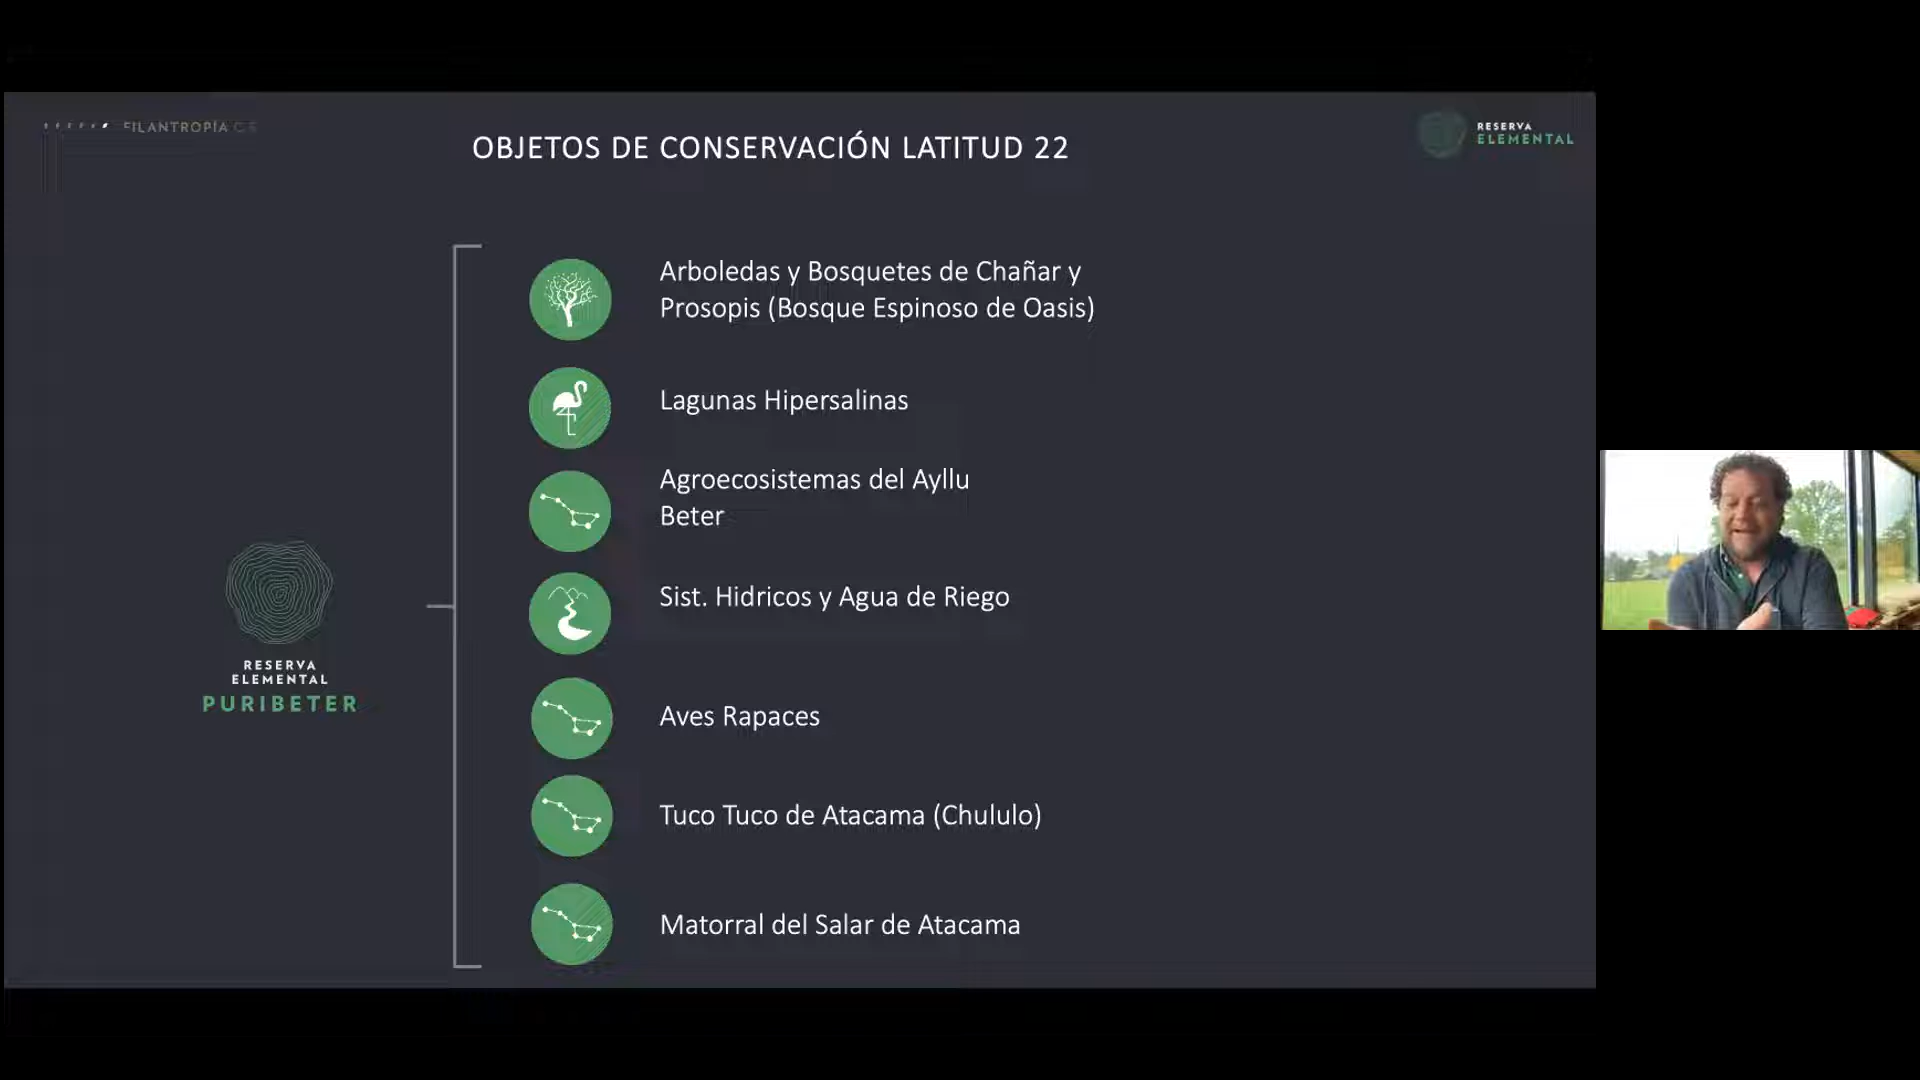 FILANTROPÍA
OBJETOS DE CONSERVACIÓN LATITUD 22
RESERVA
ELEMENTAL
Arboledas y Bosquetes de Chañar y
Prosopis (Bosque Espinoso de Oasis)
Lagunas Hipersalinas
Agroecosistemas del Ayllu
Beter
Sist. Hidricos y Agua de Riego
RESERVA
ELEMENTAL
PURIBETER
Aves Rapaces
Tuco Tuco de Atacama (Chululo)
Matorral del Salar de Atacama